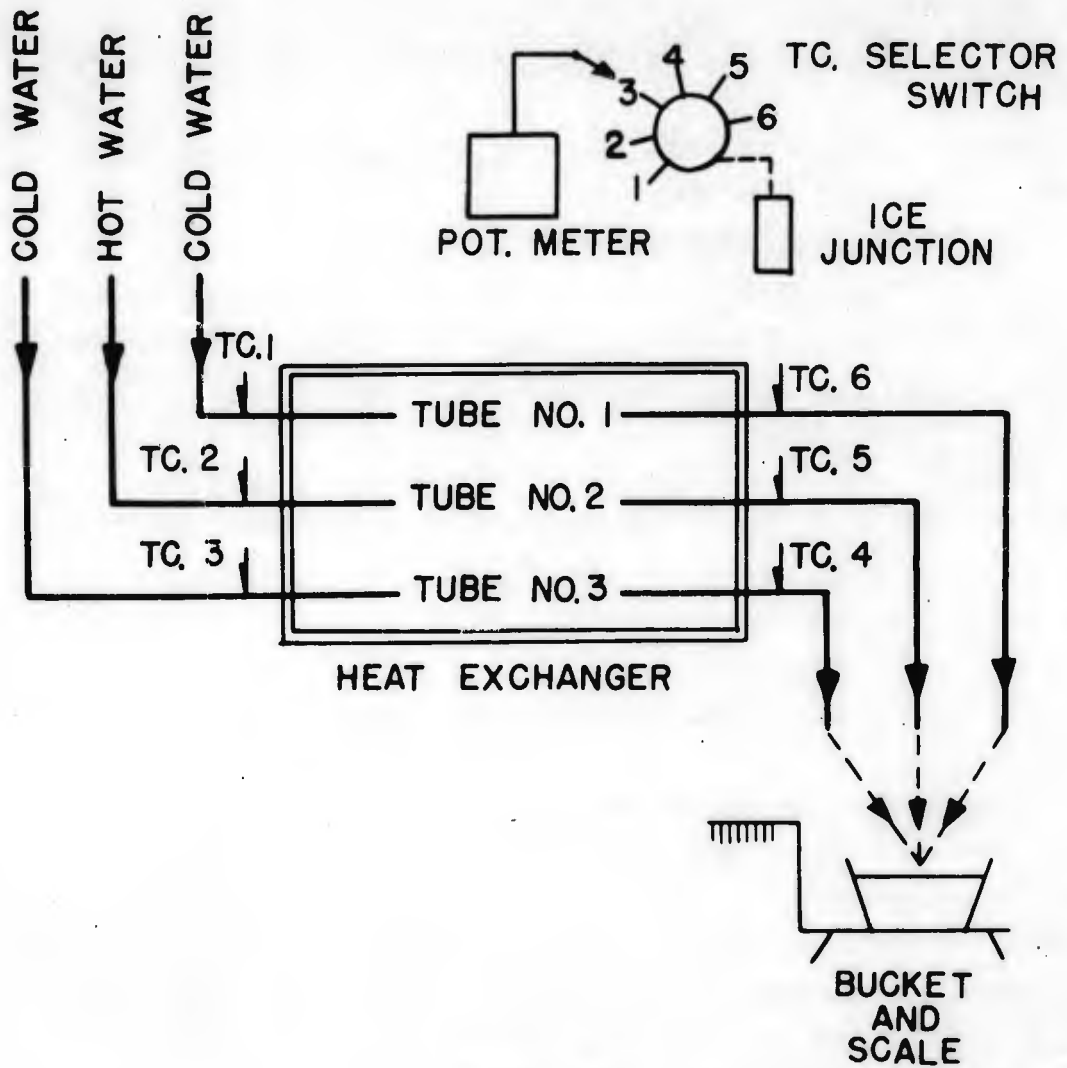 COLD WATER
HOT WATER
COLD WATER
TC. SELECTOR
SWITCH
1
2
3
4
5
6
POT. METER
ICE
JUNCTION
TC.1
TC. 2
TC. 3
TUBE NO. 1
TUBE NO. 2
TUBE NO. 3
TC. 6
TC. 5
TC. 4
HEAT EXCHANGER
BUCKET
AND
SCALE